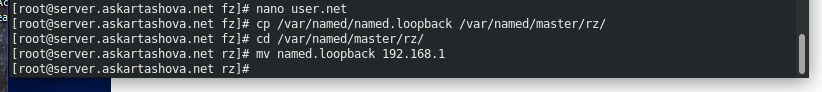 [root@server.askartashova.net fz]# nano user.net
[root@server.askartashova.net fz]# cp /var/named/named.loopback /var/named/master/rz/
[root@server.askartashova.net fz]# cd /var/named/master/rz/
[root@server.askartashova.net rz]# mv named.loopback 192.168.1
[root@server.askartashova.net rz]#